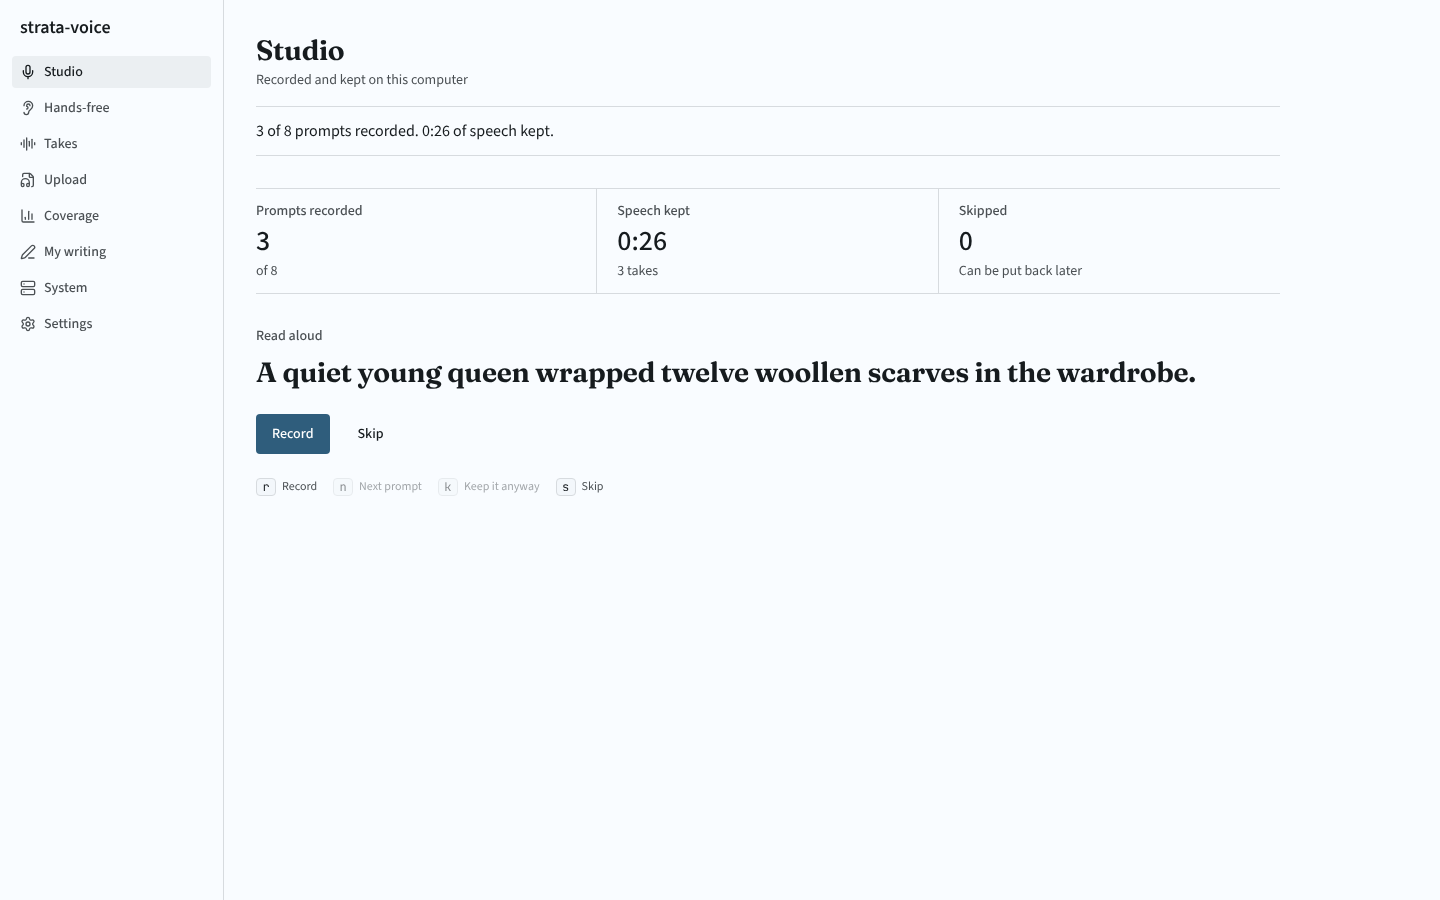 strata-voice
Studio
Hands-free
Takes
Upload
Coverage
My writing
System
Settings
Studio
Recorded and kept on this computer
3 of 8 prompts recorded. 0:26 of speech kept.
Prompts recorded
3
of 8
Speech kept
0:26
3 takes
Skipped
0
Can be put back later
Read aloud
A quiet young queen wrapped twelve woollen scarves in the wardrobe.
Record Skip
r Record n Next prompt k Keep it anyway s Skip